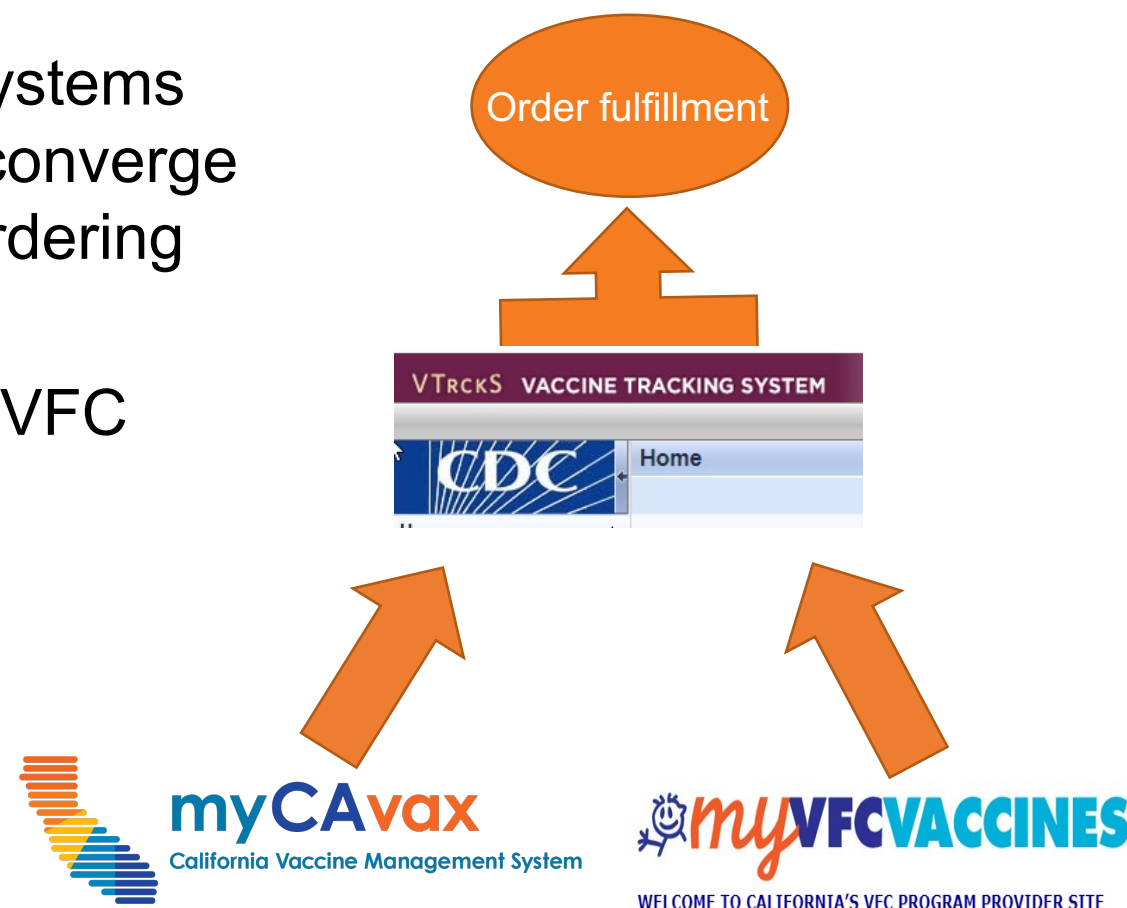 ystems
converge
rdering
VFC
Order fulfillment
VTRCKS VACCINE TRACKING SYSTEM
CDC
Home
myCAvax
California Vaccine Management System
myVFCVACCINES
WELCOME TO CALIFORNIA'S VFC PROGRAM PROVIDER SITE